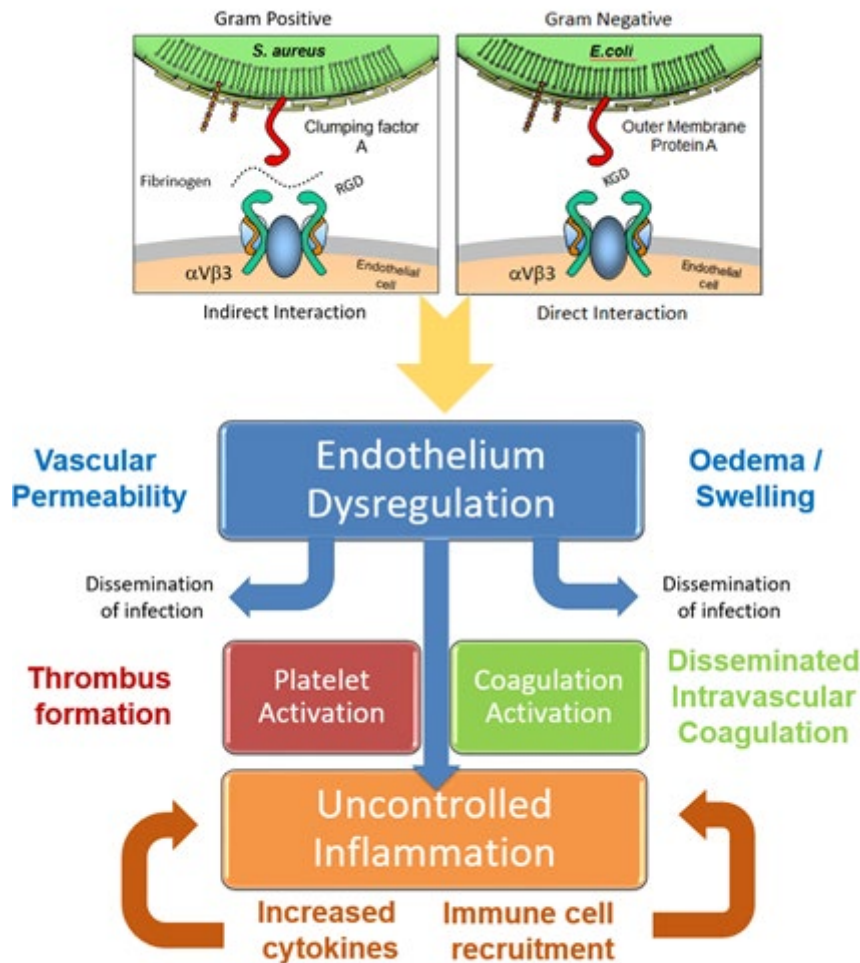 Gram Positive
Gram Negative
S. aureus
Clumping factor
A
Fibrinogen
RGD
αVβ3
Endothelial
cell
Indirect Interaction
E.coli
Outer Membrane
Protein A
KGD
αVβ3
Endothelial
cell
Direct Interaction
Vascular
Permeability
Endothelium
Dysregulation
Oedema /
Swelling
Dissemination
of infection
Dissemination
of infection
Thrombus
formation
Platelet
Activation
Coagulation
Activation
Disseminated
Intravascular
Coagulation
Uncontrolled
Inflammation
Increased
cytokines
Immune cell
recruitment